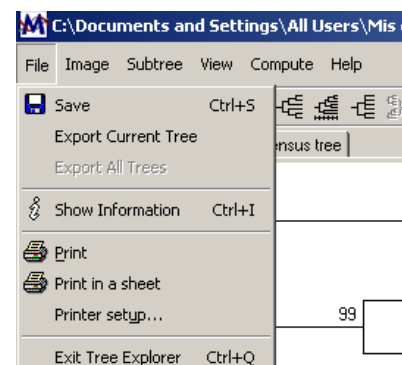 C:\Documents and Settings\All Users\Mis
File Image Subtree View Compute Help
Save Ctrl+S
Export Current Tree
ensus tree
Export All Trees
Show Information Ctrl+I
Print
Print in a sheet
Printer setup...
99
Exit Tree Explorer Ctrl+Q